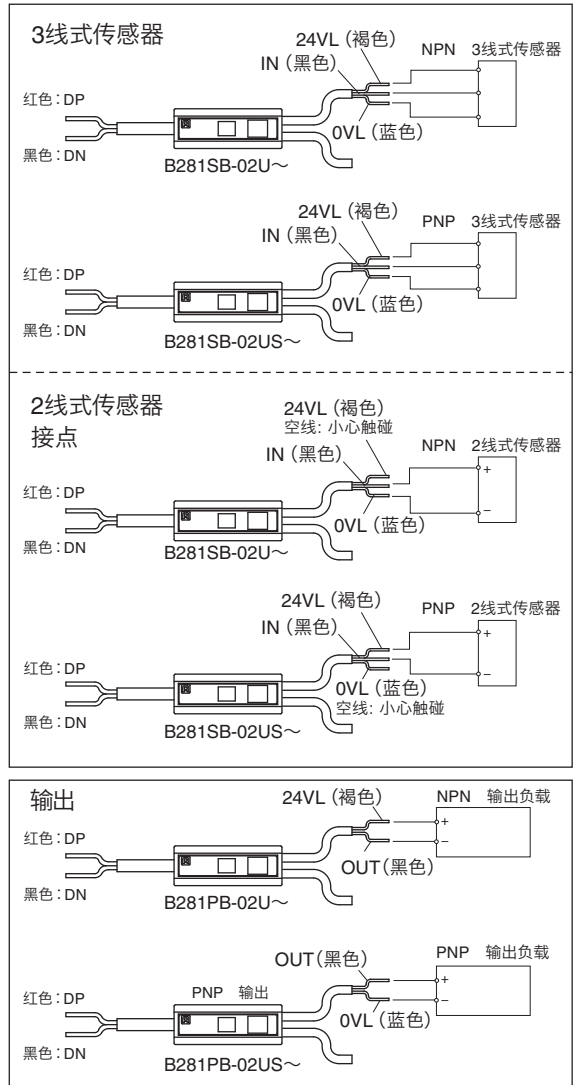 3线式传感器
24VL (褐色)
NPN 3线式传感器
IN (黑色)
红色：DP
黑色：DN
0VL (蓝色)
B281SB-02U～
24VL (褐色)
PNP 3线式传感器
IN (黑色)
红色：DP
黑色：DN
0VL (蓝色)
B281SB-02US～
2线式传感器
接点
24VL (褐色)
空线: 小心触碰
NPN 2线式传感器
IN (黑色)
+
红色：DP
−
黑色：DN
0VL (蓝色)
B281SB-02U～
24VL (褐色)
PNP 2线式传感器
IN (黑色)
+
红色：DP
−
0VL (蓝色)
空线: 小心触碰
黑色：DN
B281SB-02US～
输出
24VL (褐色)
NPN 输出负载
+
红色：DP
−
OUT(黑色)
黑色：DN
B281PB-02U～
OUT(黑色)
PNP 输出负载
+
红色：DP
PNP 输出
−
0VL (蓝色)
黑色：DN
B281PB-02US～